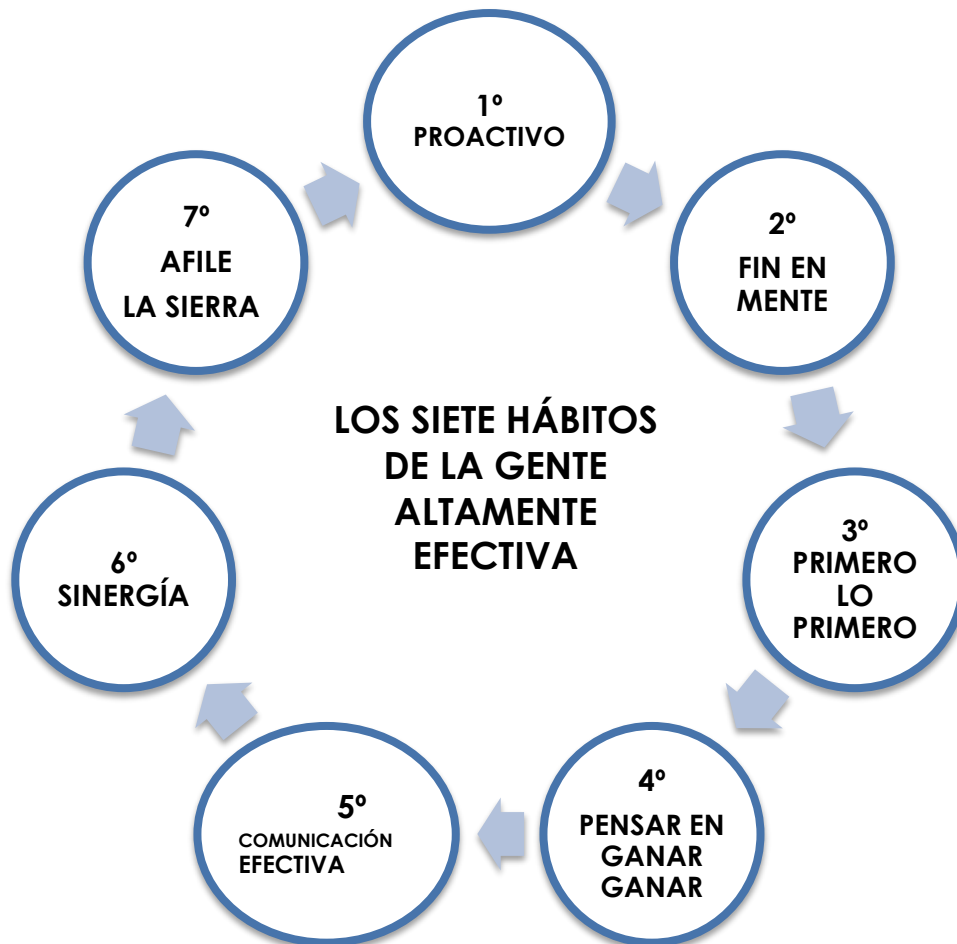 1º
PROACTIVO
2º
FIN EN
MENTE
3º
PRIMERO
LO
PRIMERO
4º
PENSAR EN
GANAR
GANAR
5º
COMUNICACIÓN
EFECTIVA
6º
SINERGÍA
7º
AFILE
LA SIERRA
LOS SIETE HÁBITOS
DE LA GENTE
ALTAMENTE
EFECTIVA